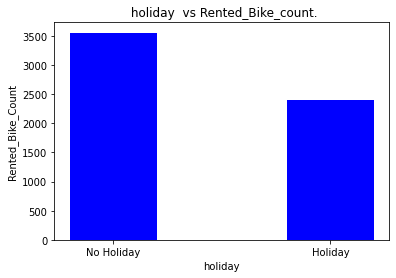 holiday  vs Rented_Bike_count.
Rented_Bike_Count
3500
3000
2500
2000
1500
1000
500
0
No Holiday
Holiday
holiday